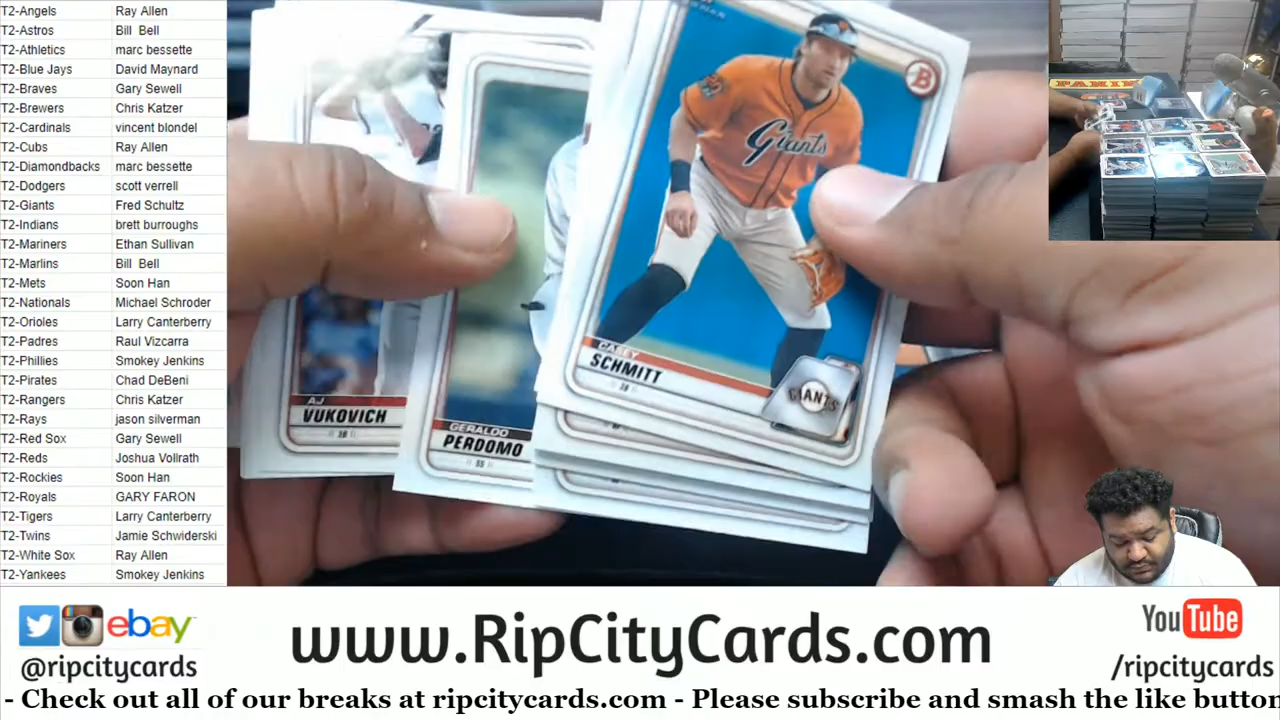 T2-Angels Ray Allen
T2-Astros Bill Bell
T2-Athletics marc bessette
T2-Blue Jays David Maynard
T2-Braves Gary Sewell
T2-Brewers Chris Katzer
T2-Cardinals vincent blondel
T2-Cubs Ray Allen
T2-Diamondbacks marc bessette
T2-Dodgers scott verrell
T2-Giants Fred Schultz
T2-Indians brett burroughs
T2-Mariners Ethan Sullivan
T2-Marlins Bill Bell
T2-Mets Soon Han
T2-Nationals Michael Schroder
T2-Orioles Larry Canterberry
T2-Padres Raul Vizcarra
T2-Phillies Smokey Jenkins
T2-Pirates Chad DeBeni
T2-Rangers Chris Katzer
T2-Rays jason silverman
T2-Red Sox Gary Sewell
T2-Reds Joshua Vollrath
T2-Rockies Soon Han
T2-Royals GARY FARON
T2-Tigers Larry Canterberry
T2-Twins Jamie Schwiderski
T2-White Sox Ray Allen
T2-Yankees Smokey Jenkins
B
Giants
CASEY
SCHMITT
GIANTS
GERALDO
PERDOMO
AJ
VUKOVICH
PANINI
ebay
@ripcitycards
www.RipCityCards.com
YouTube
/ripcitycards
- Check out all of our breaks at ripcitycards.com - Please subscribe and smash the like button